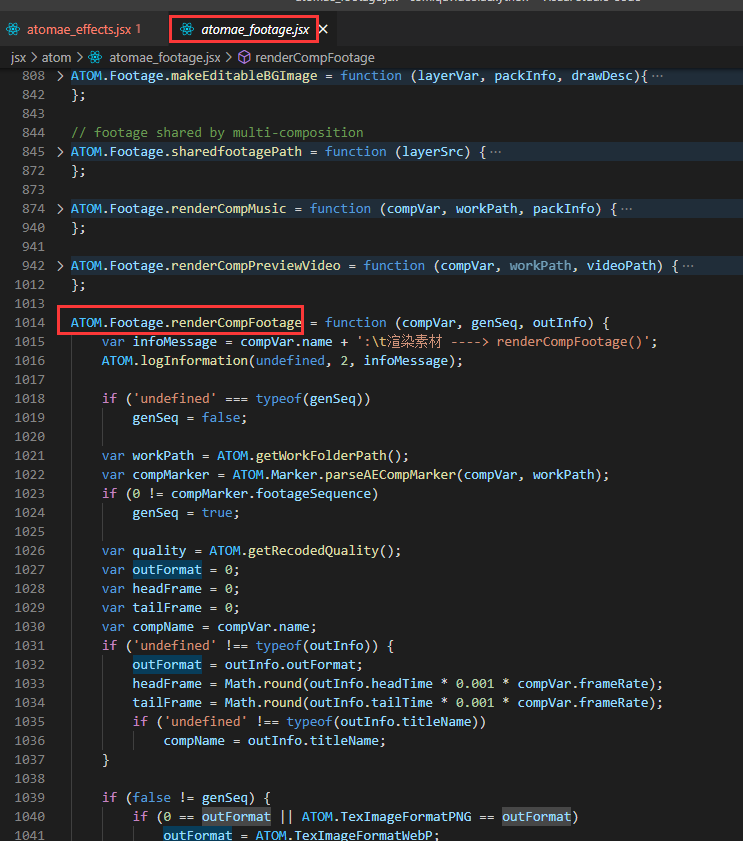 atomae_effects.jsx 1 atomae_footage.jsx
jsx > atom > atomae_footage.jsx > renderCompFootage
808 > ATOM.Footage.makeEditableBGImage = function (layerVar, packInfo, drawDesc){…
842 };
843
844 // footage shared by multi-composition
845 > ATOM.Footage.sharedfootagePath = function (layerSrc) {…
872 };
873
874 > ATOM.Footage.renderCompMusic = function (compVar, workPath, packInfo) {…
940 };
941
942 > ATOM.Footage.renderCompPreviewVideo = function (compVar, workPath, videoPath) {…
1012 };
1013
1014 ATOM.Footage.renderCompFootage = function (compVar, genSeq, outInfo) {
1015 var infoMessage = compVar.name + ':\t渲染素材 ----> renderCompFootage()';
1016 ATOM.logInformation(undefined, 2, infoMessage);
1017
1018 if ('undefined' === typeof(genSeq))
1019 genSeq = false;
1020
1021 var workPath = ATOM.getWorkFolderPath();
1022 var compMarker = ATOM.Marker.parseAECompMarker(compVar, workPath);
1023 if (0 != compMarker.footageSequence)
1024 genSeq = true;
1025
1026 var quality = ATOM.getRecodedQuality();
1027 var outFormat = 0;
1028 var headFrame = 0;
1029 var tailFrame = 0;
1030 var compName = compVar.name;
1031 if ('undefined' !== typeof(outInfo)) {
1032 outFormat = outInfo.outFormat;
1033 headFrame = Math.round(outInfo.headTime * 0.001 * compVar.frameRate);
1034 tailFrame = Math.round(outInfo.tailTime * 0.001 * compVar.frameRate);
1035 if ('undefined' !== typeof(outInfo.titleName))
1036 compName = outInfo.titleName;
1037 }
1038
1039 if (false != genSeq) {
1040 if (0 == outFormat || ATOM.TexImageFormatPNG == outFormat)
1041 outFormat = ATOM.TexImageFormatWebP;